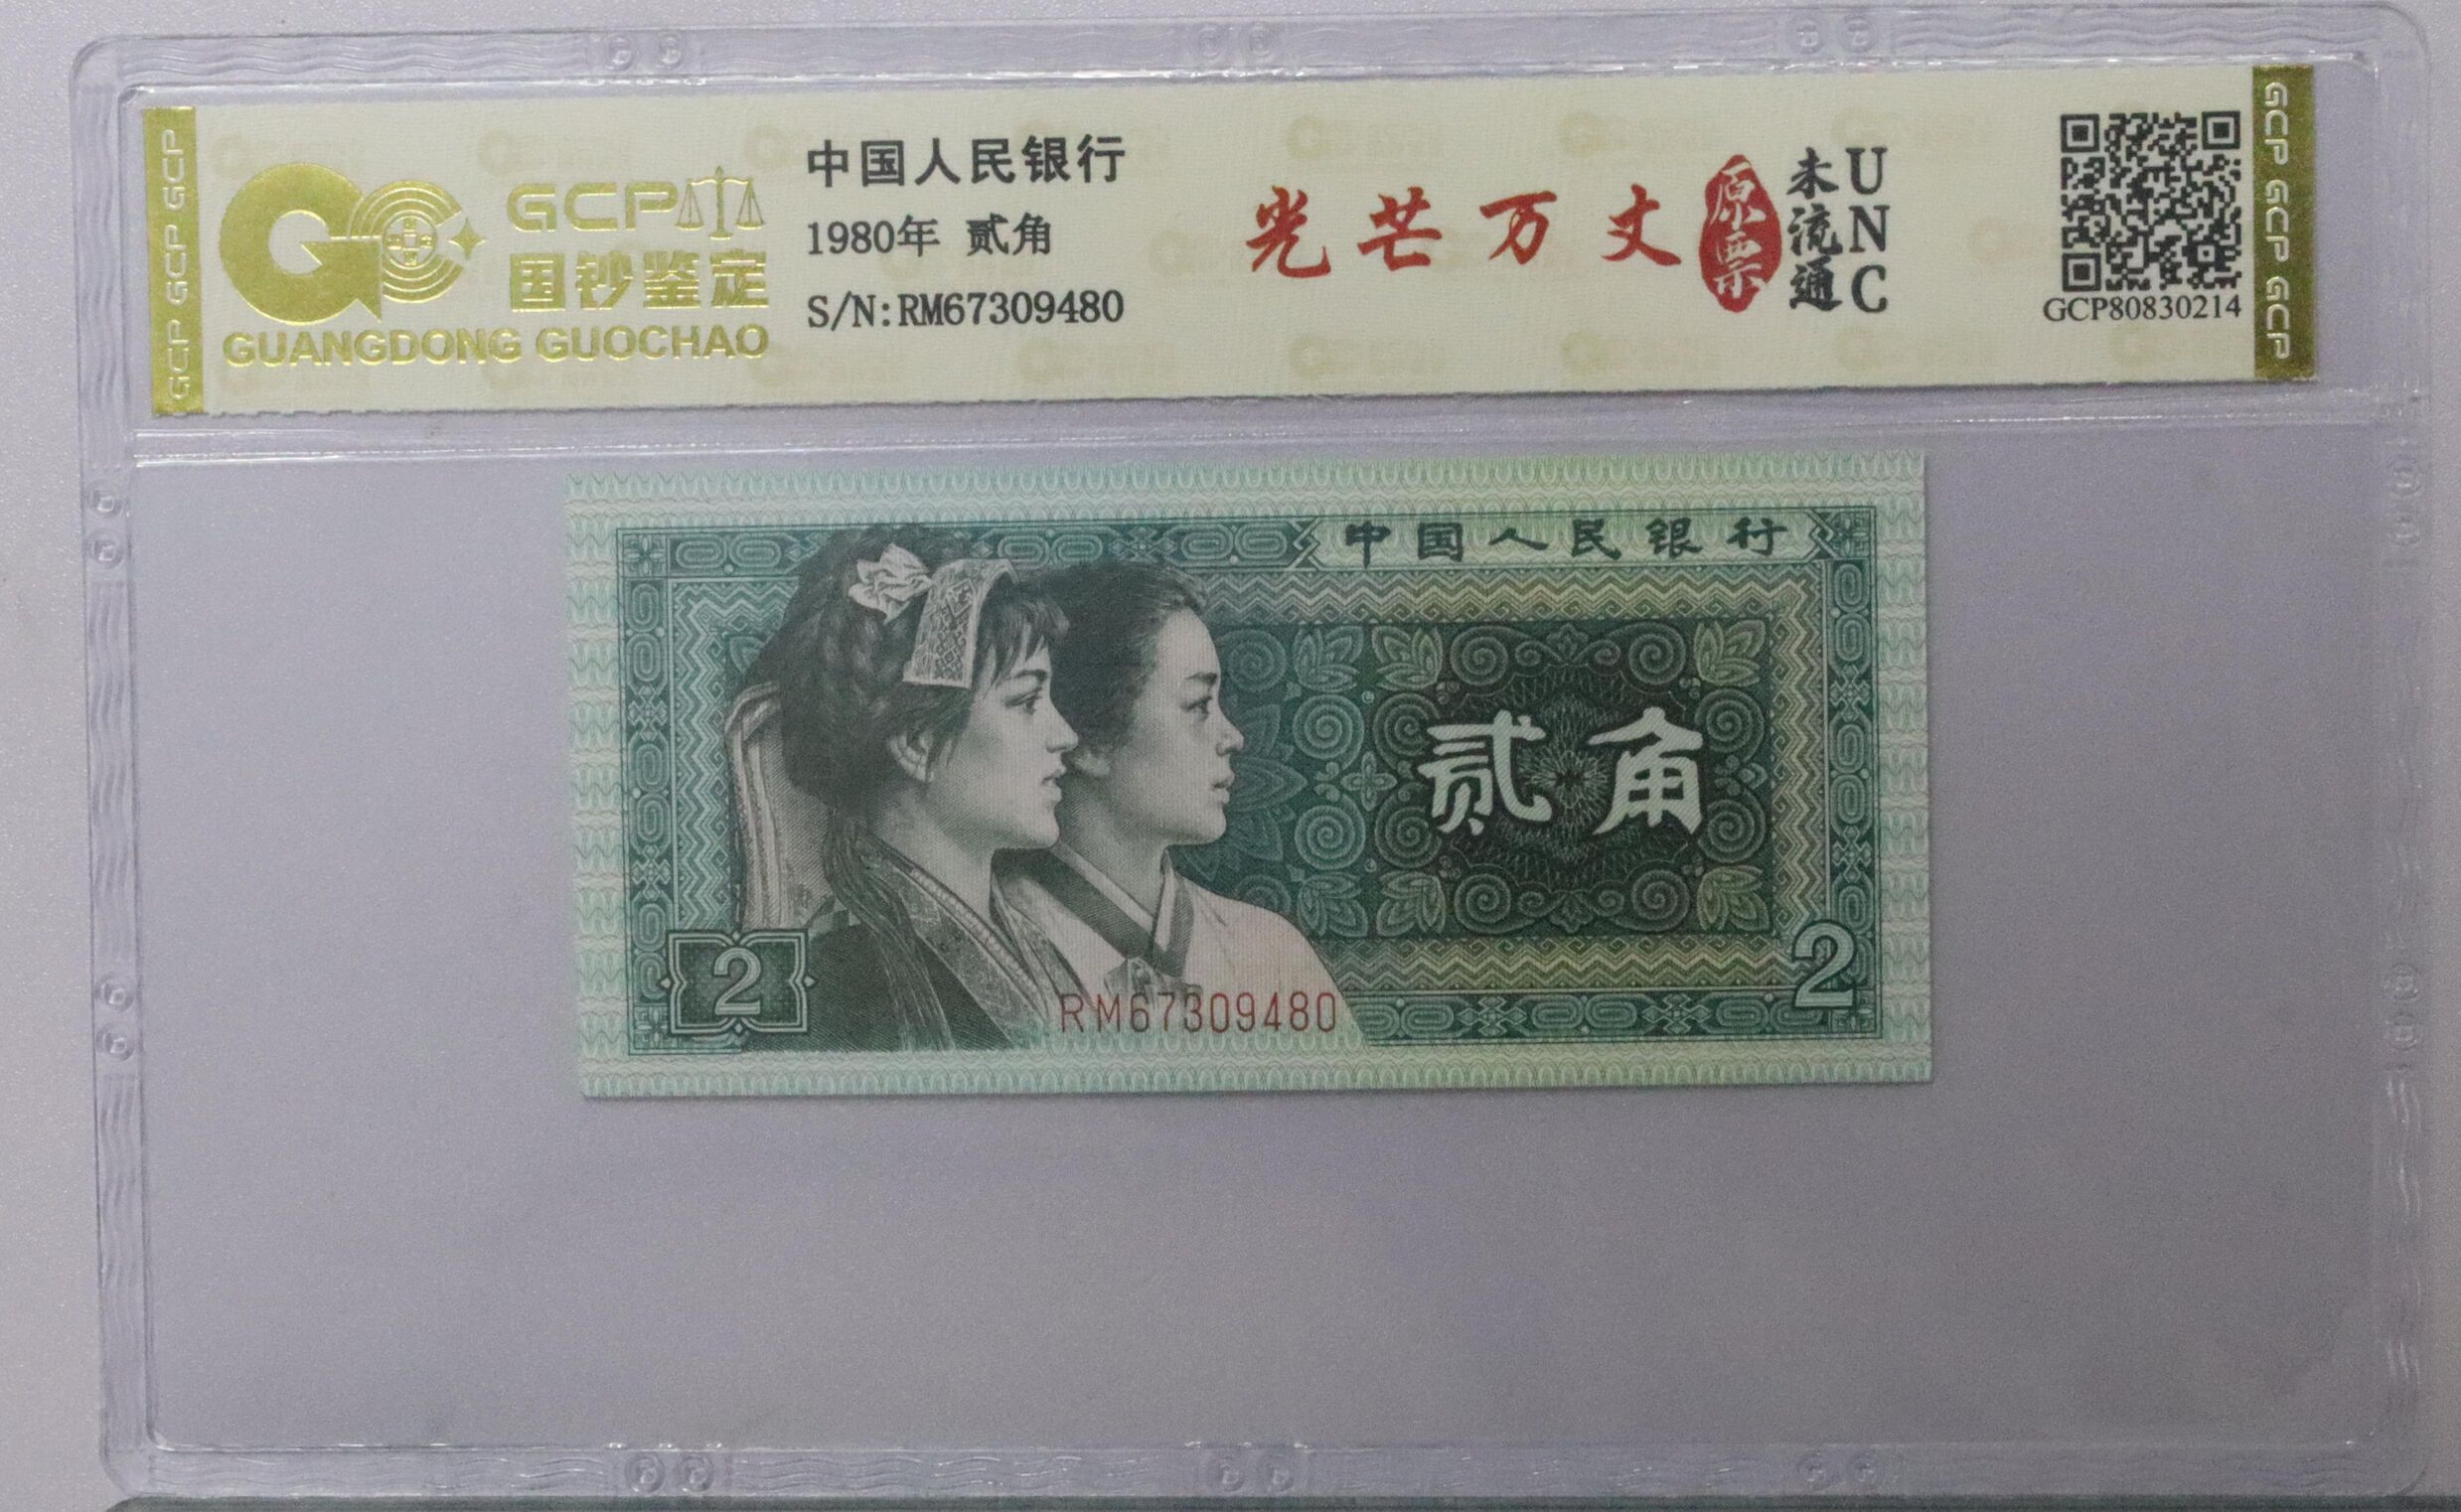 GCP GCP GCP
GCP
国钞鉴定
GUANGDONG GUOCHAO
中国人民银行
1980年 贰角
S/N:RM67309480
光芒万丈
原票
未流通
UNC
GCP80830214
GCP GCP GCP
中国人民银行
贰角
2
2
RM67309480